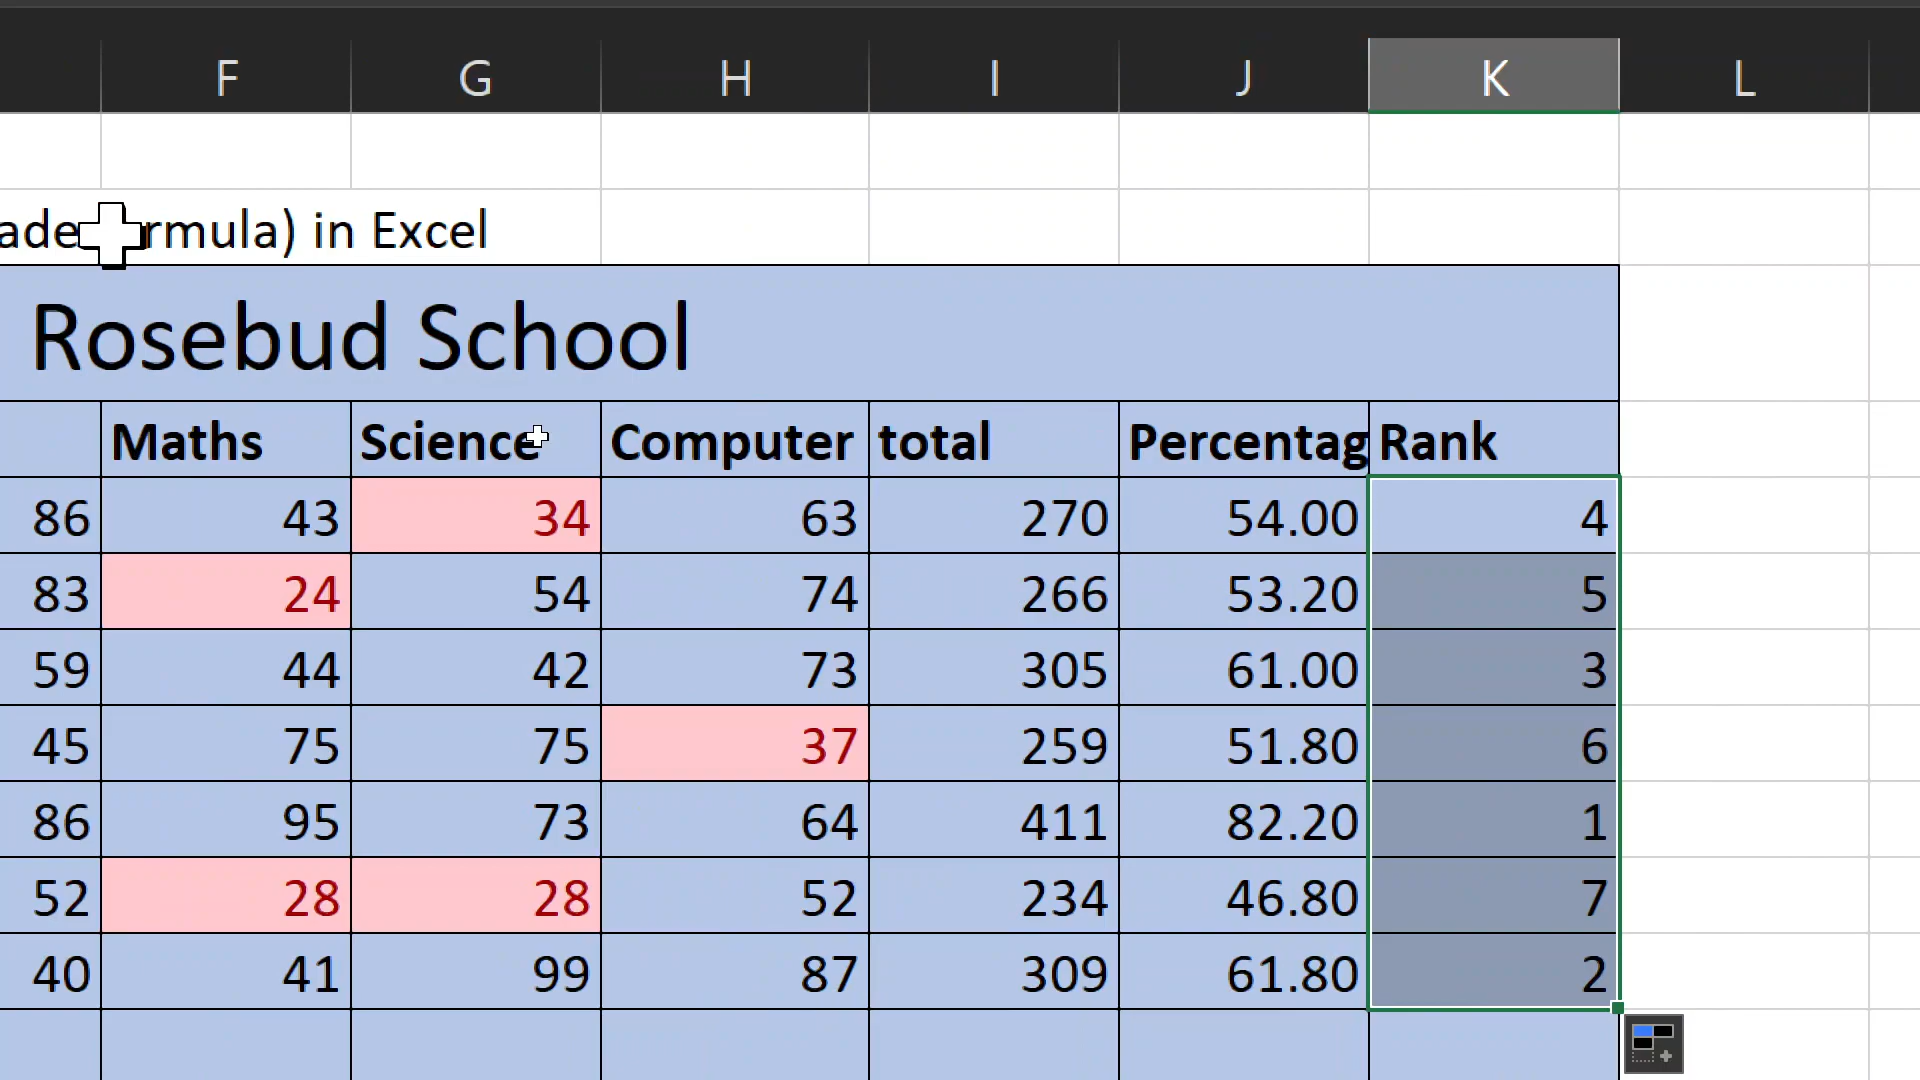 F G H I J K L
ade rmula) in Excel
Rosebud School
Maths Science Computer total Percentag Rank
86 43 34 63 270 54.00 4
83 24 54 74 266 53.20 5
59 44 42 73 305 61.00 3
45 75 75 37 259 51.80 6
86 95 73 64 411 82.20 1
52 28 28 52 234 46.80 7
40 41 99 87 309 61.80 2